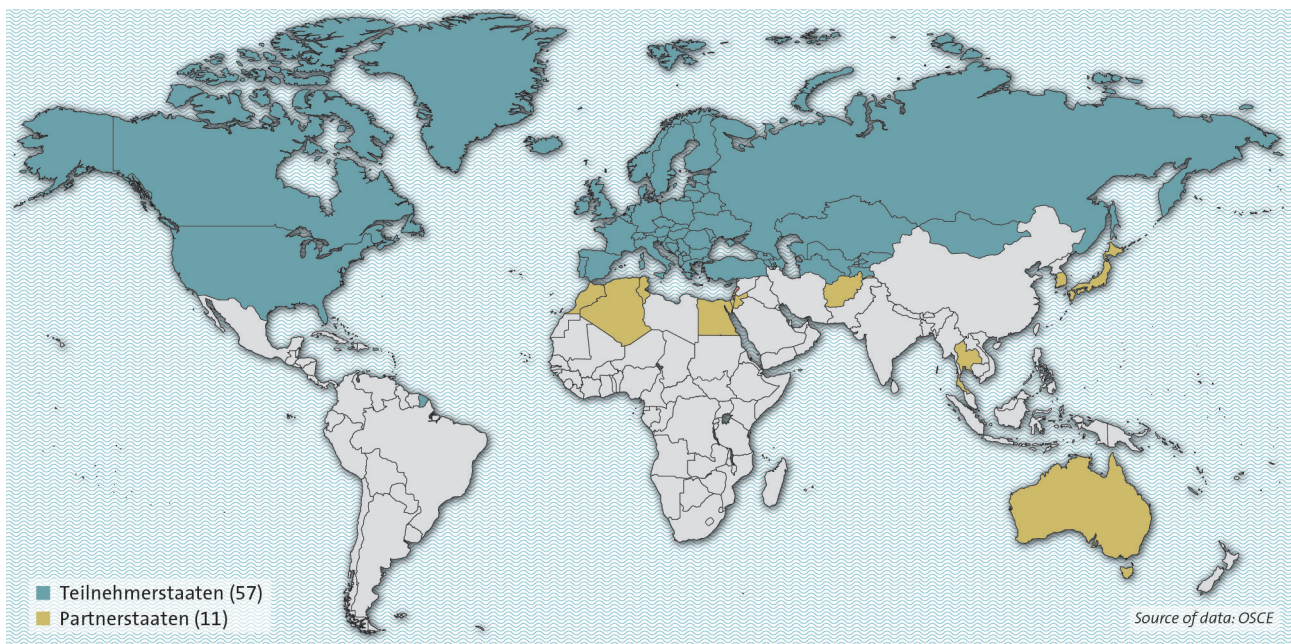 Teilnehmerstaaten (57)
Partnerstaaten (11)
Source of data: OSCE